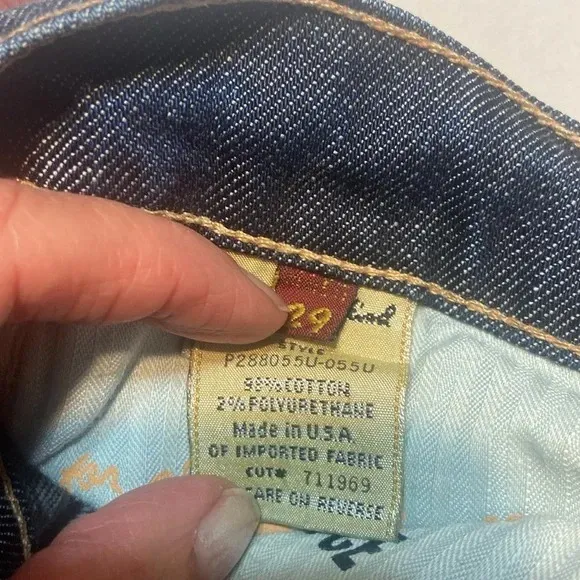 29
STYLE
P288055U-055U
98% COTTON
2% POLYURETHANE
Made in U.S.A.
OF IMPORTED FABRIC
CUT# 711969
CARE ON REVERSE